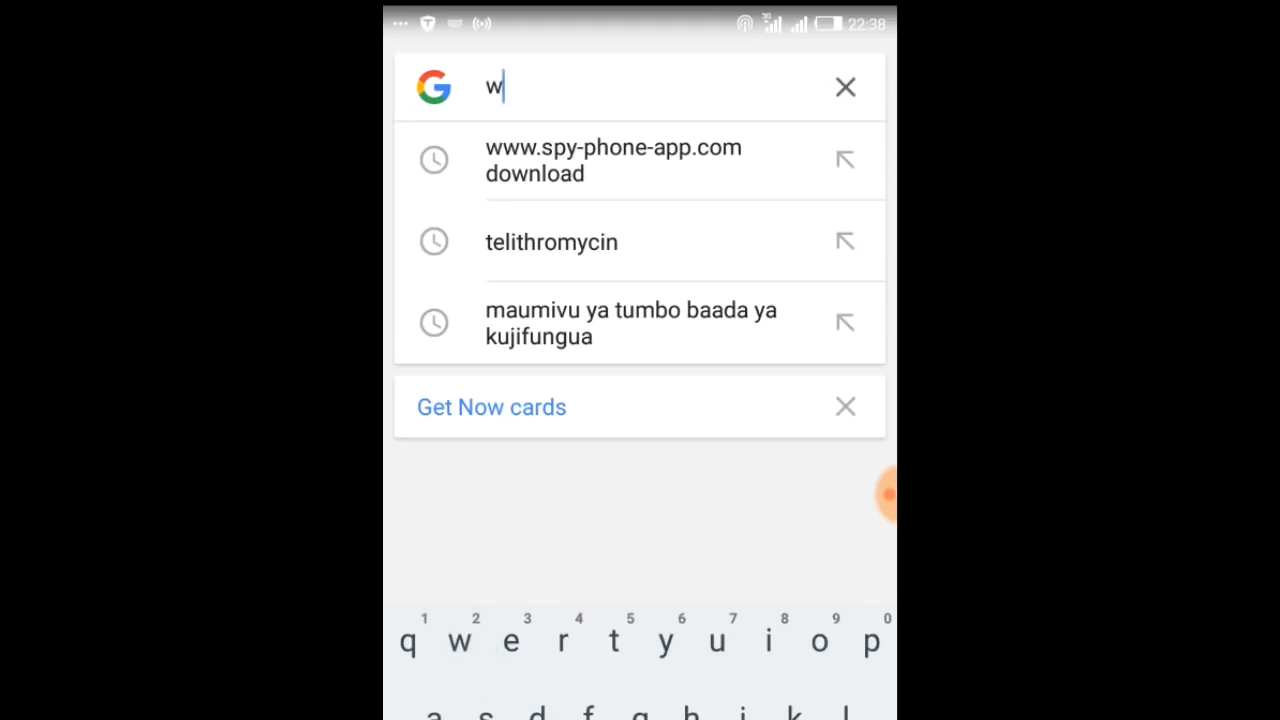 3G 22:38
w
www.spy-phone-app.com
download
telithromycin
maumivu ya tumbo baada ya
kujifungua
Get Now cards
1 2 3 4 5 6 7 8 9 0
q w e r t y u i o p
a s d f g h j k l